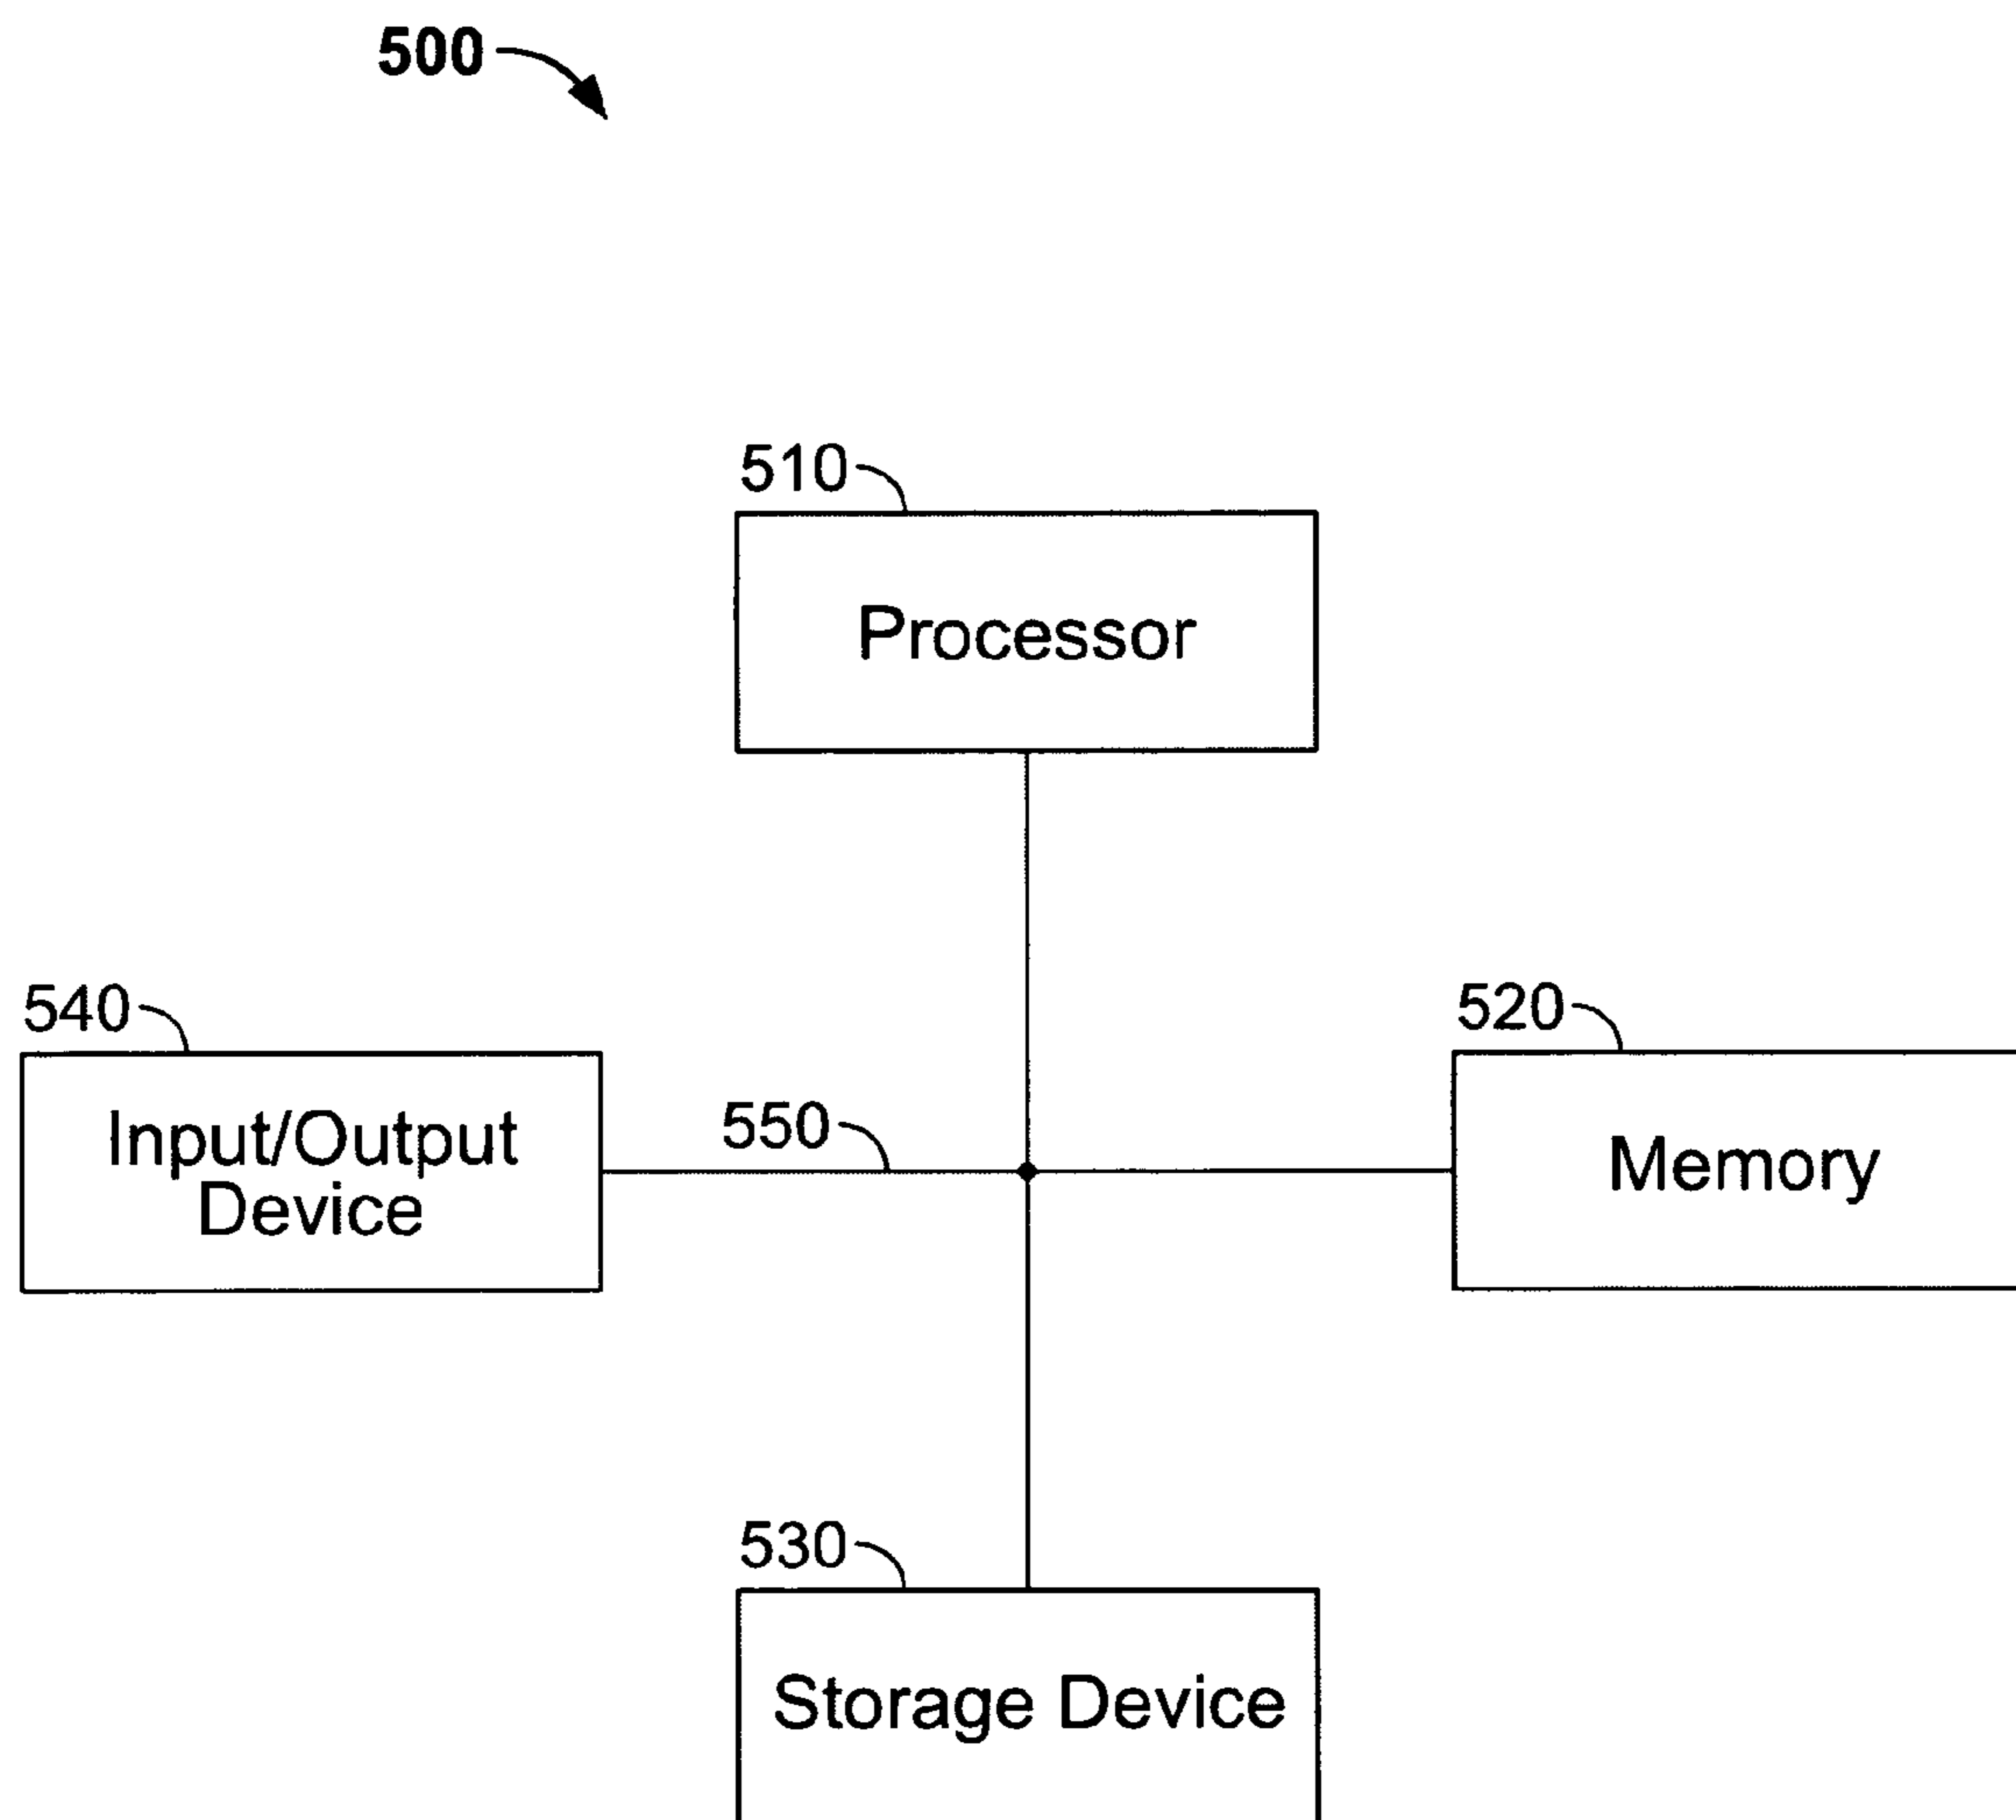 500
510
Processor
540
520
550
Input/Output
Device
Memory
530
Storage Device